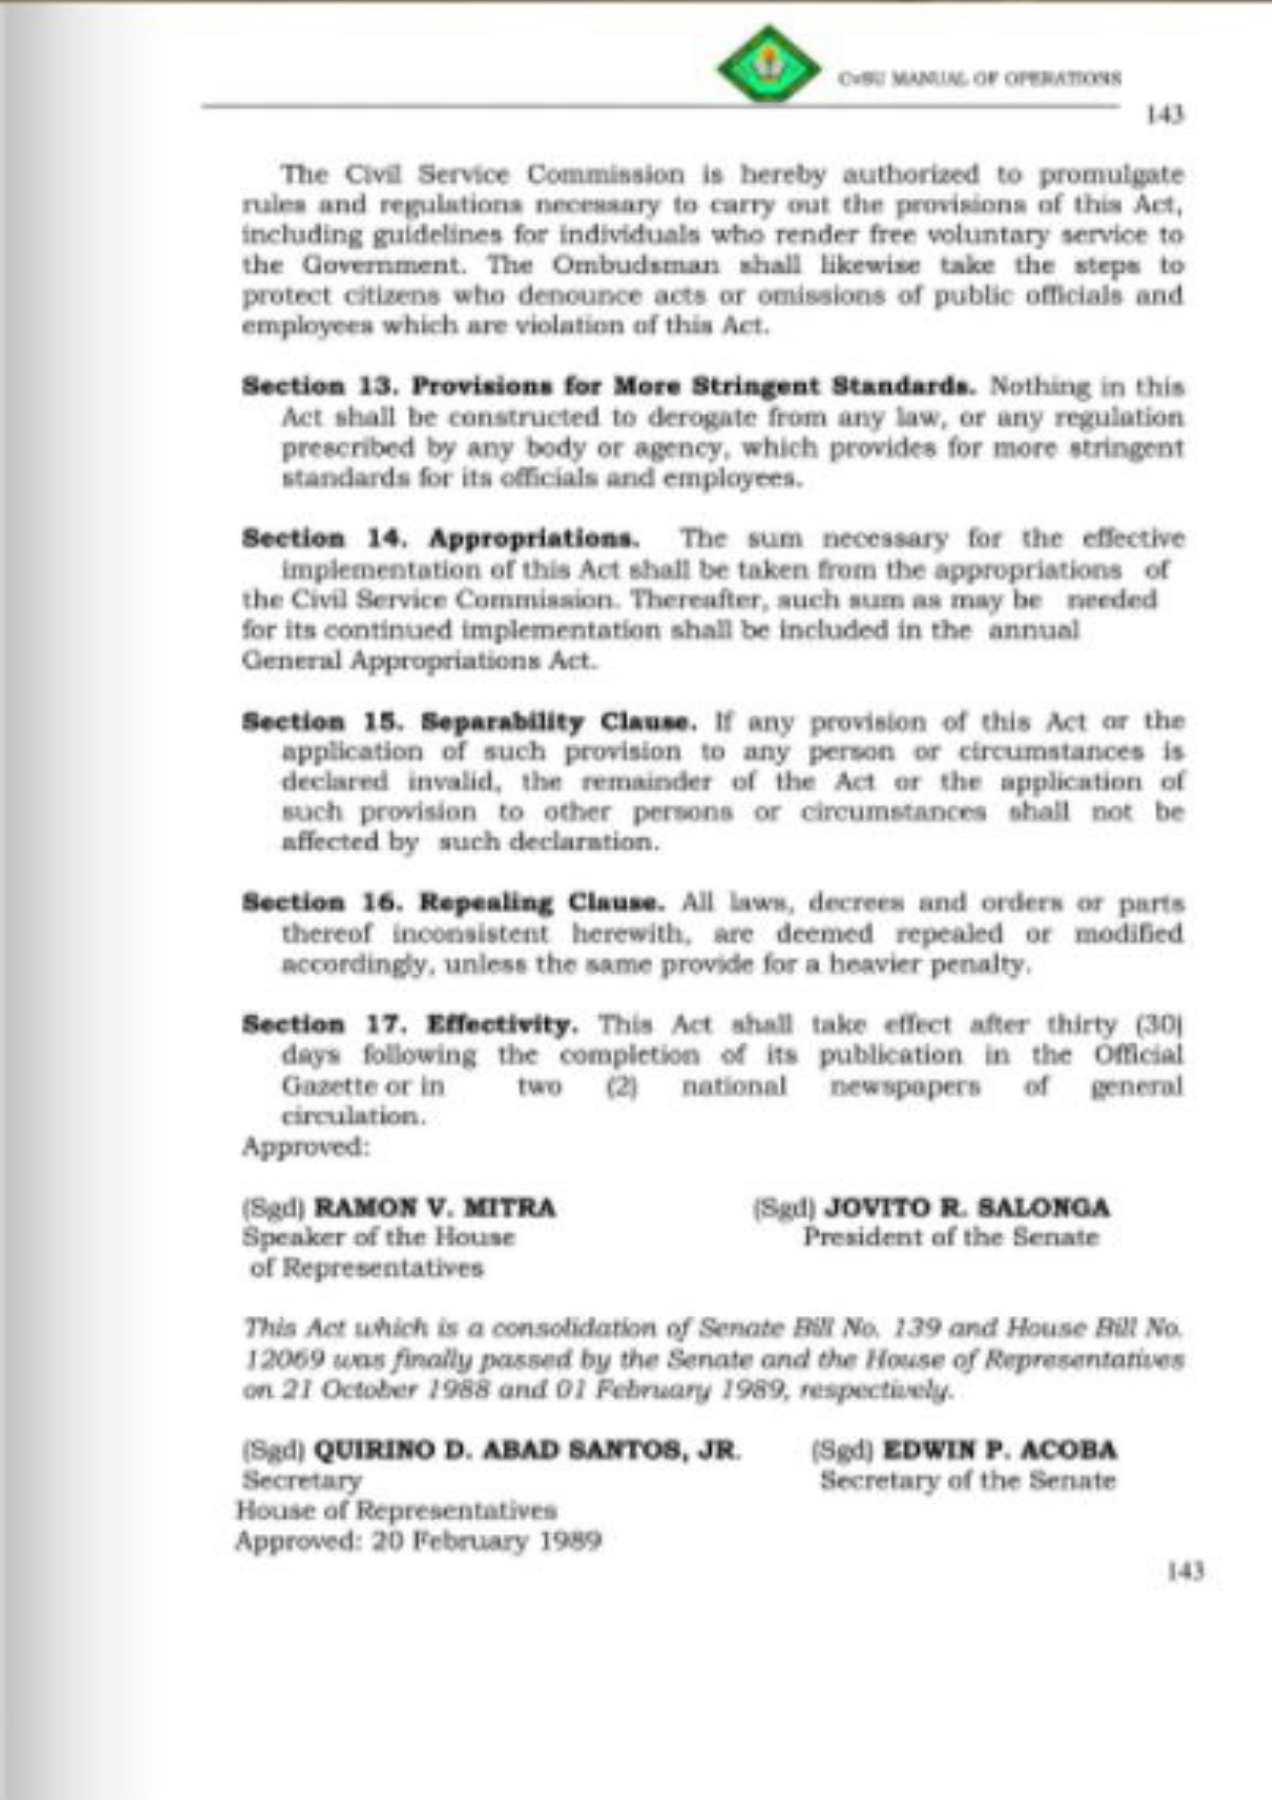 CvSU MANUAL OF OPERATIONS
143
The Civil Service Commission is hereby authorized to promulgate
rules and regulations necessary to carry out the provisions of this Act,
including guidelines for individuals who render free voluntary service to
the Government. The Ombudsman shall likewise take the steps to
protect citizens who denounce acts or omissions of public officials and
employees which are violation of this Act.
Section 13. Provisions for More Stringent Standards. Nothing in this
Act shall be constructed to derogate from any law, or any regulation
prescribed by any body or agency, which provides for more stringent
standards for its officials and employees.
Section 14. Appropriations. The sum necessary for the effective
implementation of this Act shall be taken from the appropriations of
the Civil Service Commission. Thereafter, such sum as may be needed
for its continued implementation shall be included in the annual
General Appropriations Act.
Section 15. Separability Clause. If any provision of this Act or the
application of such provision to any person or circumstances is
declared invalid, the remainder of the Act or the application of
such provision to other persons or circumstances shall not be
affected by such declaration.
Section 16. Repealing Clause. All laws, decrees and orders or parts
thereof inconsistent herewith, are deemed repealed or modified
accordingly, unless the same provide for a heavier penalty.
Section 17. Effectivity. This Act shall take effect after thirty (30)
days following the completion of its publication in the Official
Gazette or in two (2) national newspapers of general
circulation.
Approved:
(Sgd) RAMON V. MITRA (Sgd) JOVITO R. SALONGA
Speaker of the House President of the Senate
of Representatives
This Act which is a consolidation of Senate Bill No. 139 and House Bill No.
12069 was finally passed by the Senate and the House of Representatives
on 21 October 1988 and 01 February 1989, respectively.
(Sgd) QUIRINO D. ABAD SANTOS, JR. (Sgd) EDWIN P. ACOBA
Secretary Secretary of the Senate
House of Representatives
Approved: 20 February 1989
143